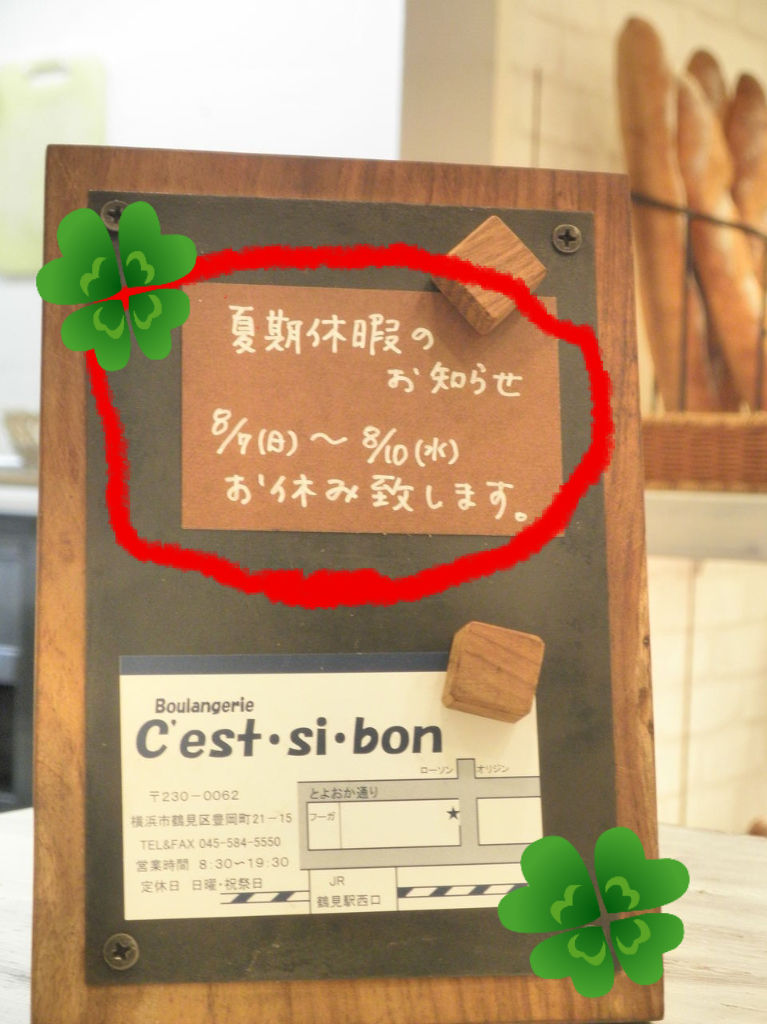 夏期休暇の
お知らせ
8/7(日)～8/10(水)
お休み致します。
Boulangerie
C'est・si・bon
〒230-0062
横浜市鶴見区豊岡町21-15
TEL&FAX 045-584-5550
営業時間 8:30～19:30
定休日 日曜・祝祭日
ローソン オリジン
とよおか通り
フーガ
JR
鶴見駅西口